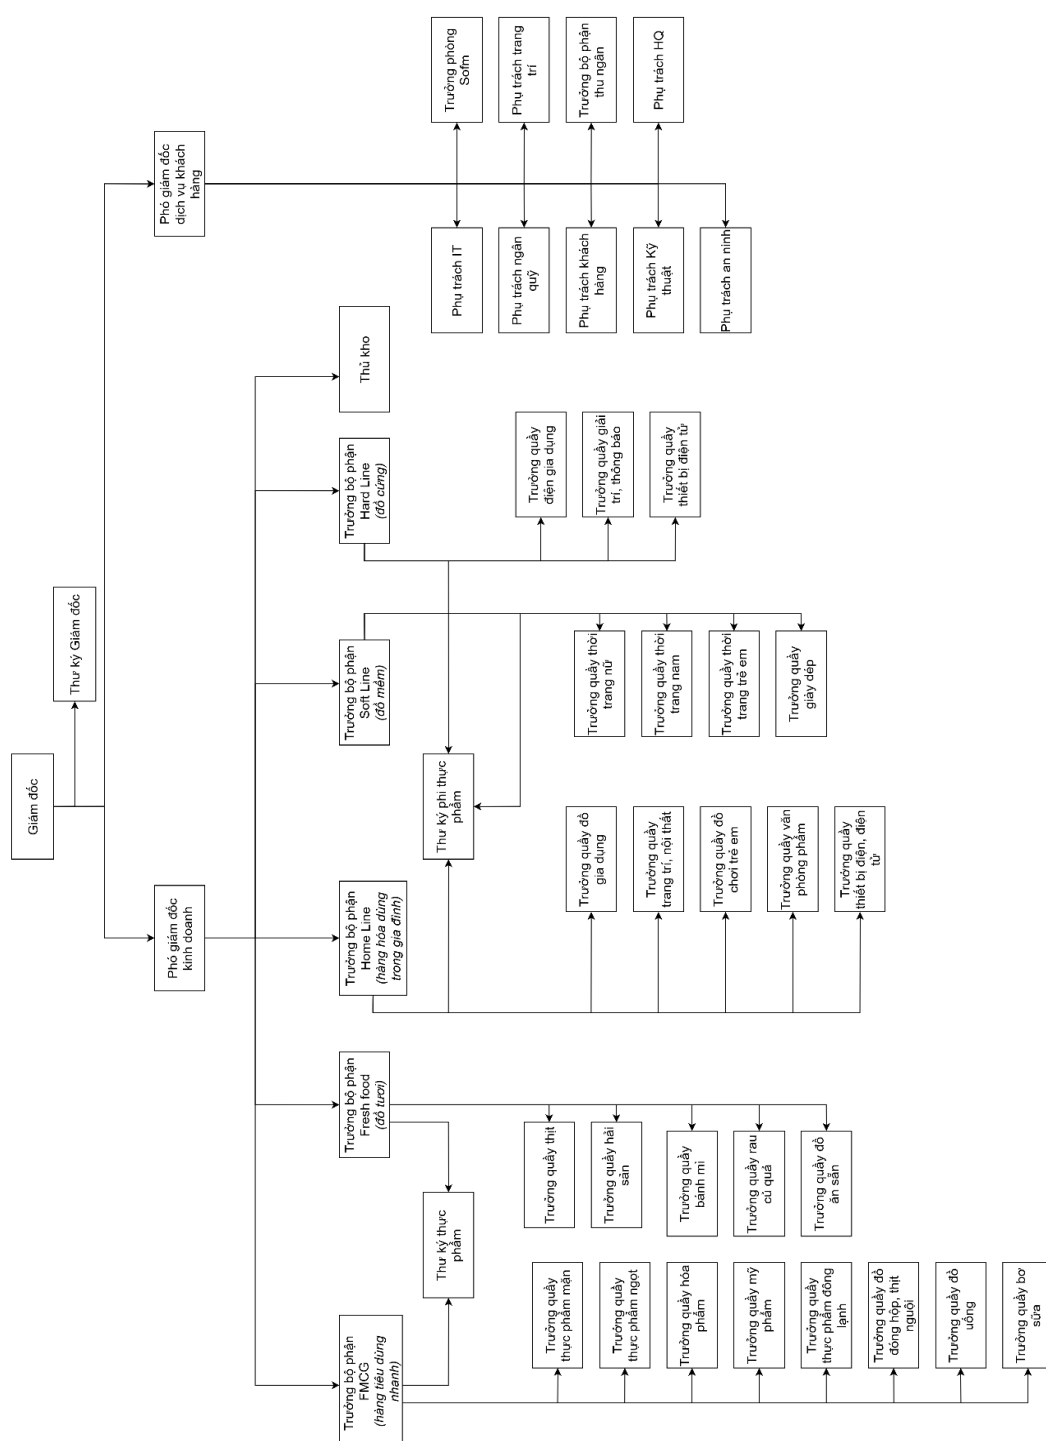 Giám đốc
Thư ký Giám đốc
Phó giám đốc
kinh doanh
Phó giám đốc
dịch vụ khách
hàng
Trưởng bộ phận
FMCG
(hàng tiêu dùng
nhanh)
Trưởng bộ phận
Fresh food
(đồ tươi)
Trưởng bộ phận
Home Line
(hàng hóa dùng
trong gia đình)
Trưởng bộ phận
Soft Line
(đồ mềm)
Trưởng bộ phận
Hard Line
(đồ cứng)
Thủ kho
Thư ký thực
phẩm
Thư ký phi thực
phẩm
Trưởng quầy
thực phẩm mặn
Trưởng quầy
thực phẩm ngọt
Trưởng quầy hóa
phẩm
Trưởng quầy mỹ
phẩm
Trưởng quầy
thực phẩm đông
lạnh
Trưởng quầy đồ
đóng hộp, thịt
nguội
Trưởng quầy đồ
uống
Trưởng quầy bơ
sữa
Trưởng quầy thịt
Trưởng quầy hải
sản
Trưởng quầy
bánh mì
Trưởng quầy rau
củ quả
Trưởng quầy đồ
ăn sẵn
Trưởng quầy đồ
gia dụng
Trưởng quầy
trang trí, nội thất
Trưởng quầy đồ
chơi trẻ em
Trưởng quầy văn
phòng phẩm
Trưởng quầy
thiết bị điện, điện
tử
Trưởng quầy thời
trang nữ
Trưởng quầy thời
trang nam
Trưởng quầy thời
trang trẻ em
Trưởng quầy
giày dép
Trưởng quầy
điện gia dụng
Trưởng quầy giải
trí, thông báo
Trưởng quầy
thiết bị điện tử
Phụ trách IT
Trưởng phòng
Sofm
Phụ trách ngân
quỹ
Phụ trách trang
trí
Phụ trách khách
hàng
Trưởng bộ phận
thu ngân
Phụ trách Kỹ
thuật
Phụ trách HQ
Phụ trách an ninh